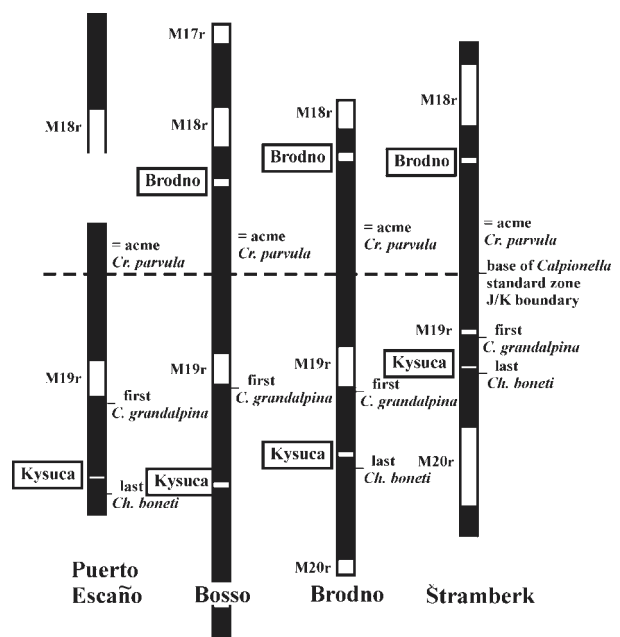 M18r
= acme
Cr. parvula
M19r
first
C. grandalpina
Kysuca
last
Ch. boneti
Puerto
Escaño
M17r
M18r
Brodno
= acme
Cr. parvula
M19r
first
C. grandalpina
Kysuca
Bosso
M18r
Brodno
= acme
Cr. parvula
M19r
first
C. grandalpina
Kysuca
last
Ch. boneti
M20r
Brodno
M18r
Brodno
= acme
Cr. parvula
base of Calpionella
standard zone
J/K boundary
M19r
first
C. grandalpina
Kysuca
last
Ch. boneti
M20r
Štramberk